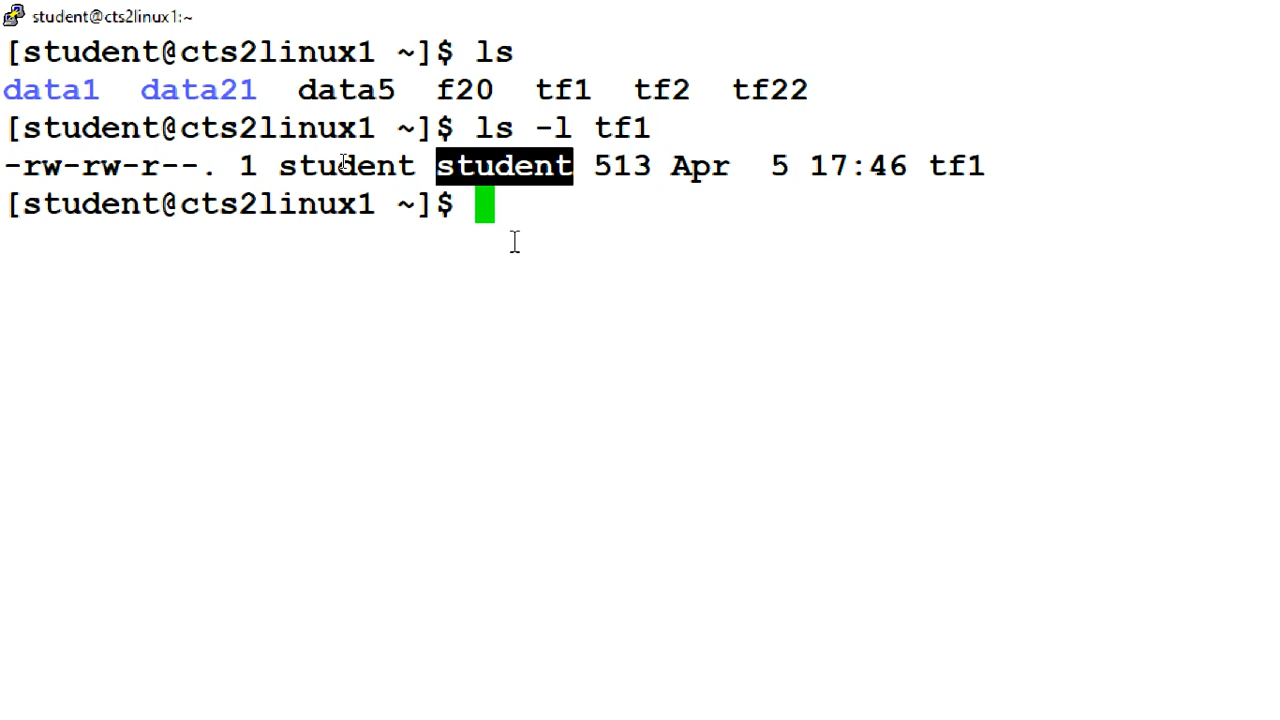 student@cts2linux1:~
[student@cts2linux1 ~]$ ls
data1  data21  data5  f20  tf1  tf2  tf22
[student@cts2linux1 ~]$ ls -l tf1
-rw-rw-r--. 1 student student 513 Apr  5 17:46 tf1
[student@cts2linux1 ~]$